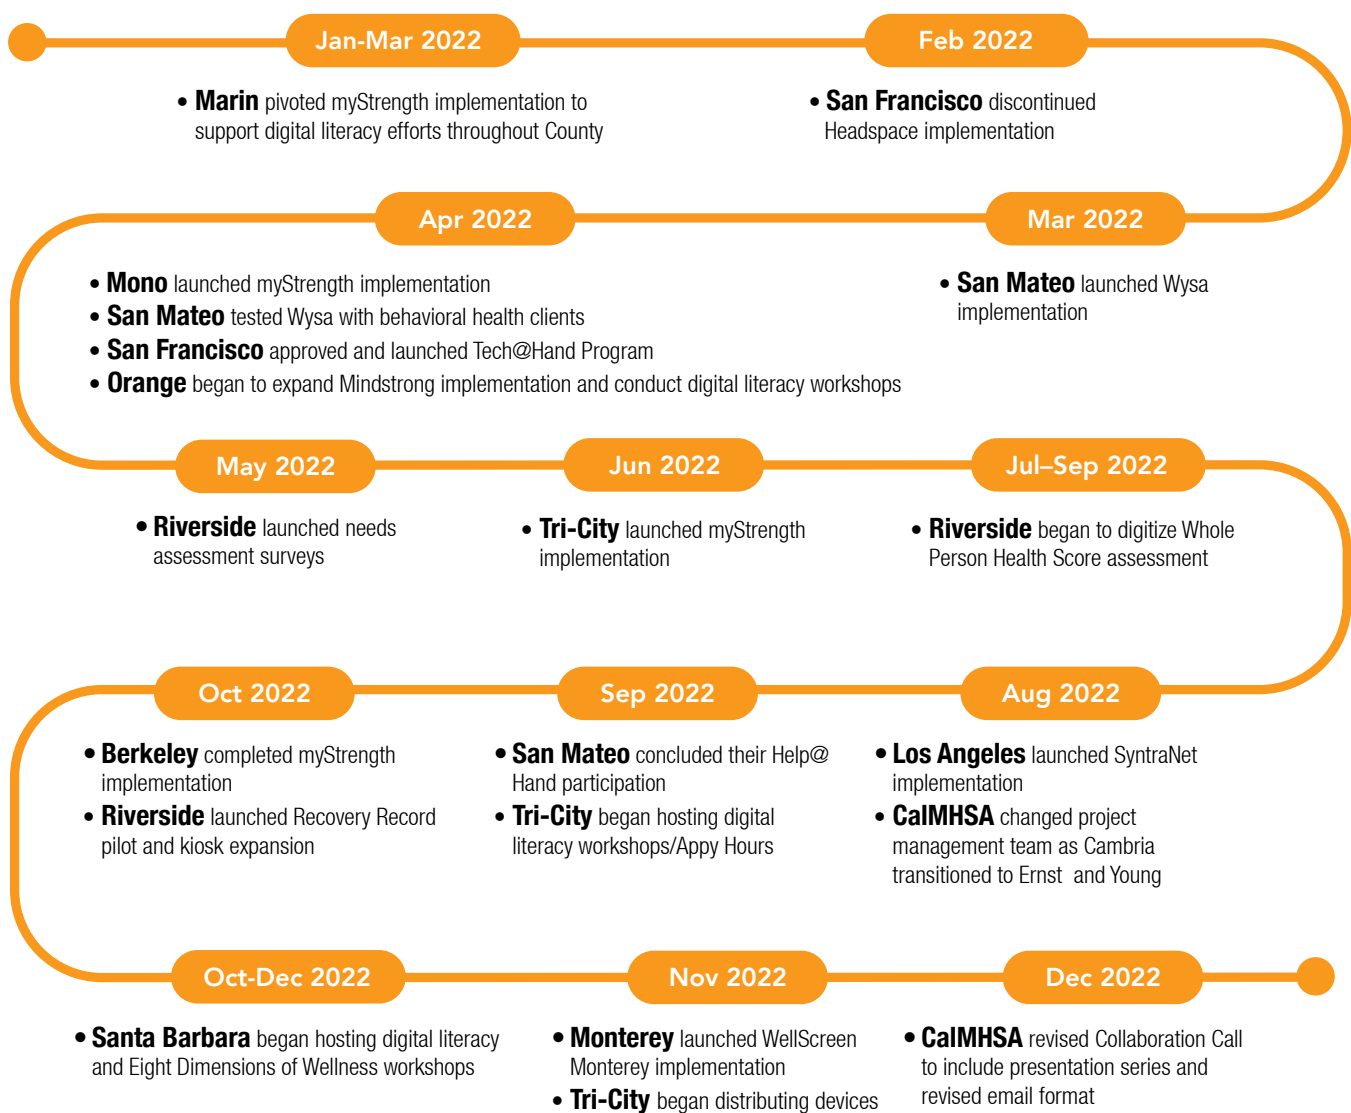 Jan-Mar 2022
• Marin pivoted myStrength implementation to
support digital literacy efforts throughout County
Feb 2022
• San Francisco discontinued
Headspace implementation
Mar 2022
• San Mateo launched Wysa
implementation
Apr 2022
• Mono launched myStrength implementation
• San Mateo tested Wysa with behavioral health clients
• San Francisco approved and launched Tech@Hand Program
• Orange began to expand Mindstrong implementation and conduct digital literacy workshops
May 2022
• Riverside launched needs
assessment surveys
Jun 2022
• Tri-City launched myStrength
implementation
Jul–Sep 2022
• Riverside began to digitize Whole
Person Health Score assessment
Aug 2022
• Los Angeles launched SyntraNet
implementation
• CalMHSA changed project
management team as Cambria
transitioned to Ernst and Young
Sep 2022
• San Mateo concluded their Help@
Hand participation
• Tri-City began hosting digital
literacy workshops/Appy Hours
Oct 2022
• Berkeley completed myStrength
implementation
• Riverside launched Recovery Record
pilot and kiosk expansion
Oct-Dec 2022
• Santa Barbara began hosting digital literacy
and Eight Dimensions of Wellness workshops
Nov 2022
• Monterey launched WellScreen
Monterey implementation
• Tri-City began distributing devices
Dec 2022
• CalMHSA revised Collaboration Call
to include presentation series and
revised email format